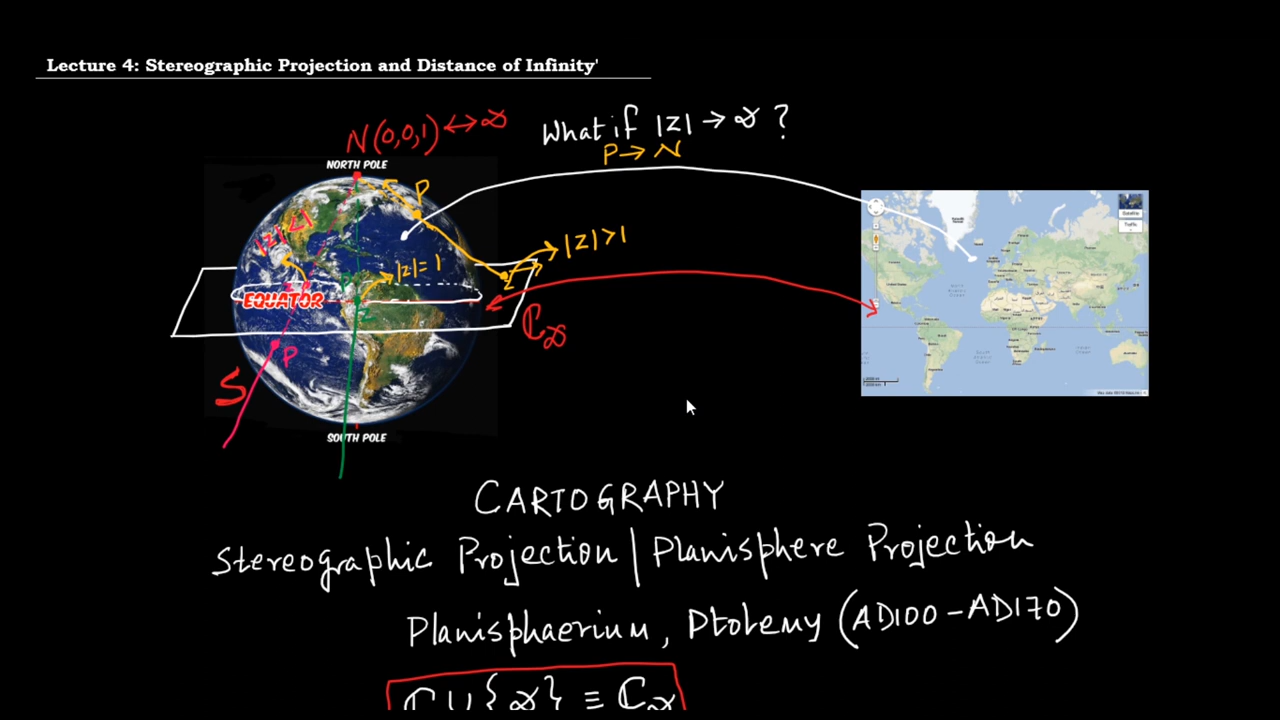 Lecture 4: Stereographic Projection and Distance of Infinity'
N(0,0,1) ↔ ∞
What if |z| → ∞ ?
P → N
NORTH POLE
P
|z|<1
|z|>1
|z|=1
z
EQUATOR
ℂ∞
P
S
SOUTH POLE
CARTOGRAPHY
Stereographic Projection | Planisphere Projection
Planisphaerium, Ptolemy (AD100 - AD170)
ℂ ∪ {∞} ≡ ℂ∞